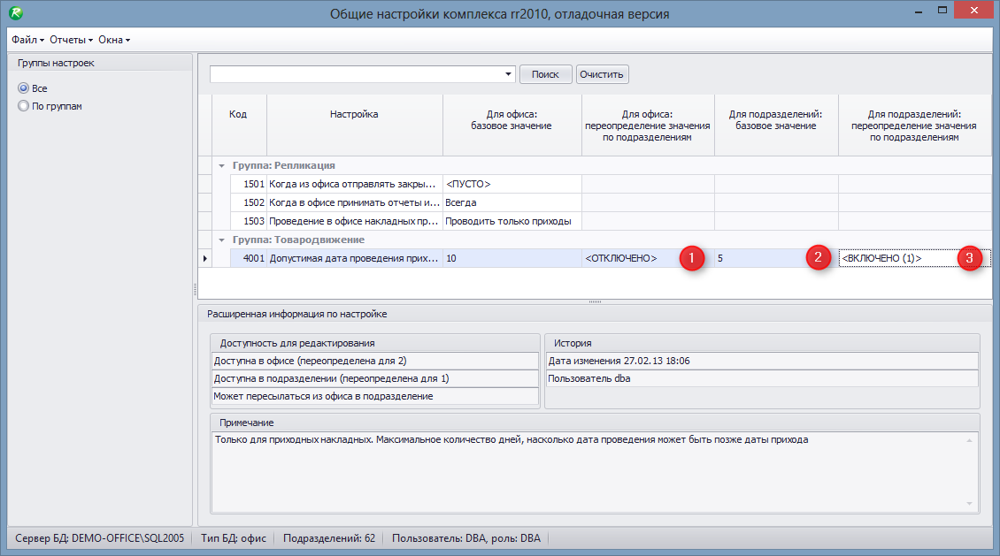 Общие настройки комплекса rr2010, отладочная версия
Файл Отчеты Окна
Группы настроек
Все
По группам
Поиск Очистить
Код
Настройка
Для офиса:
базовое значение
Для офиса:
переопределение значения
по подразделениям
Для подразделений:
базовое значение
Для подразделений:
переопределение значения
по подразделениям
Группа: Репликация
1501 Когда из офиса отправлять закры... <ПУСТО>
1502 Когда в офисе принимать отчеты и... Всегда
1503 Проведение в офисе накладных пр... Проводить только приходы
Группа: Товародвижение
4001 Допустимая дата проведения прих... 10 <ОТКЛЮЧЕНО> 1 5 2 <ВКЛЮЧЕНО (1)> 3
Расширенная информация по настройке
Доступность для редактирования
Доступна в офисе (переопределена для 2)
Доступна в подразделении (переопределена для 1)
Может пересылаться из офиса в подразделение
История
Дата изменения 27.02.13 18:06
Пользователь dba
Примечание
Только для приходных накладных. Максимальное количество дней, насколько дата проведения может быть позже даты прихода
Сервер БД: DEMO-OFFICE\SQL2005 Тип БД: офис Подразделений: 62 Пользователь: DBA, роль: DBA